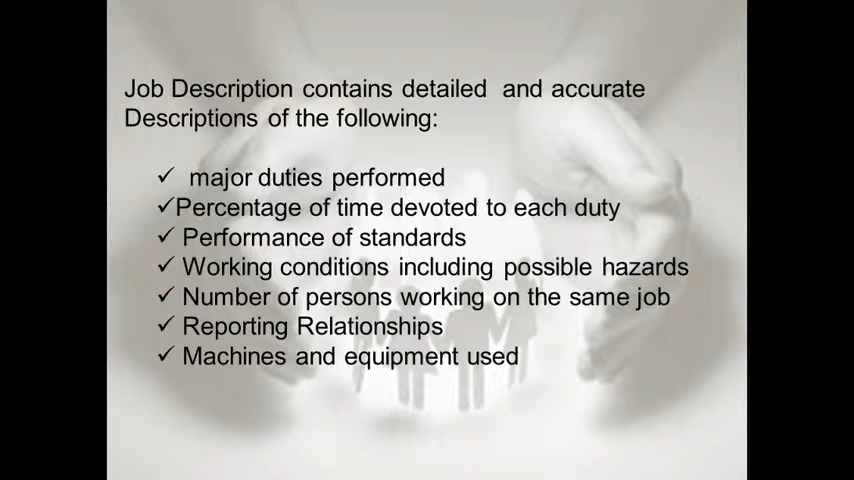 Job Description contains detailed  and accurate
Descriptions of the following:
✓ major duties performed
✓Percentage of time devoted to each duty
✓ Performance of standards
✓ Working conditions including possible hazards
✓ Number of persons working on the same job
✓ Reporting Relationships
✓ Machines and equipment used